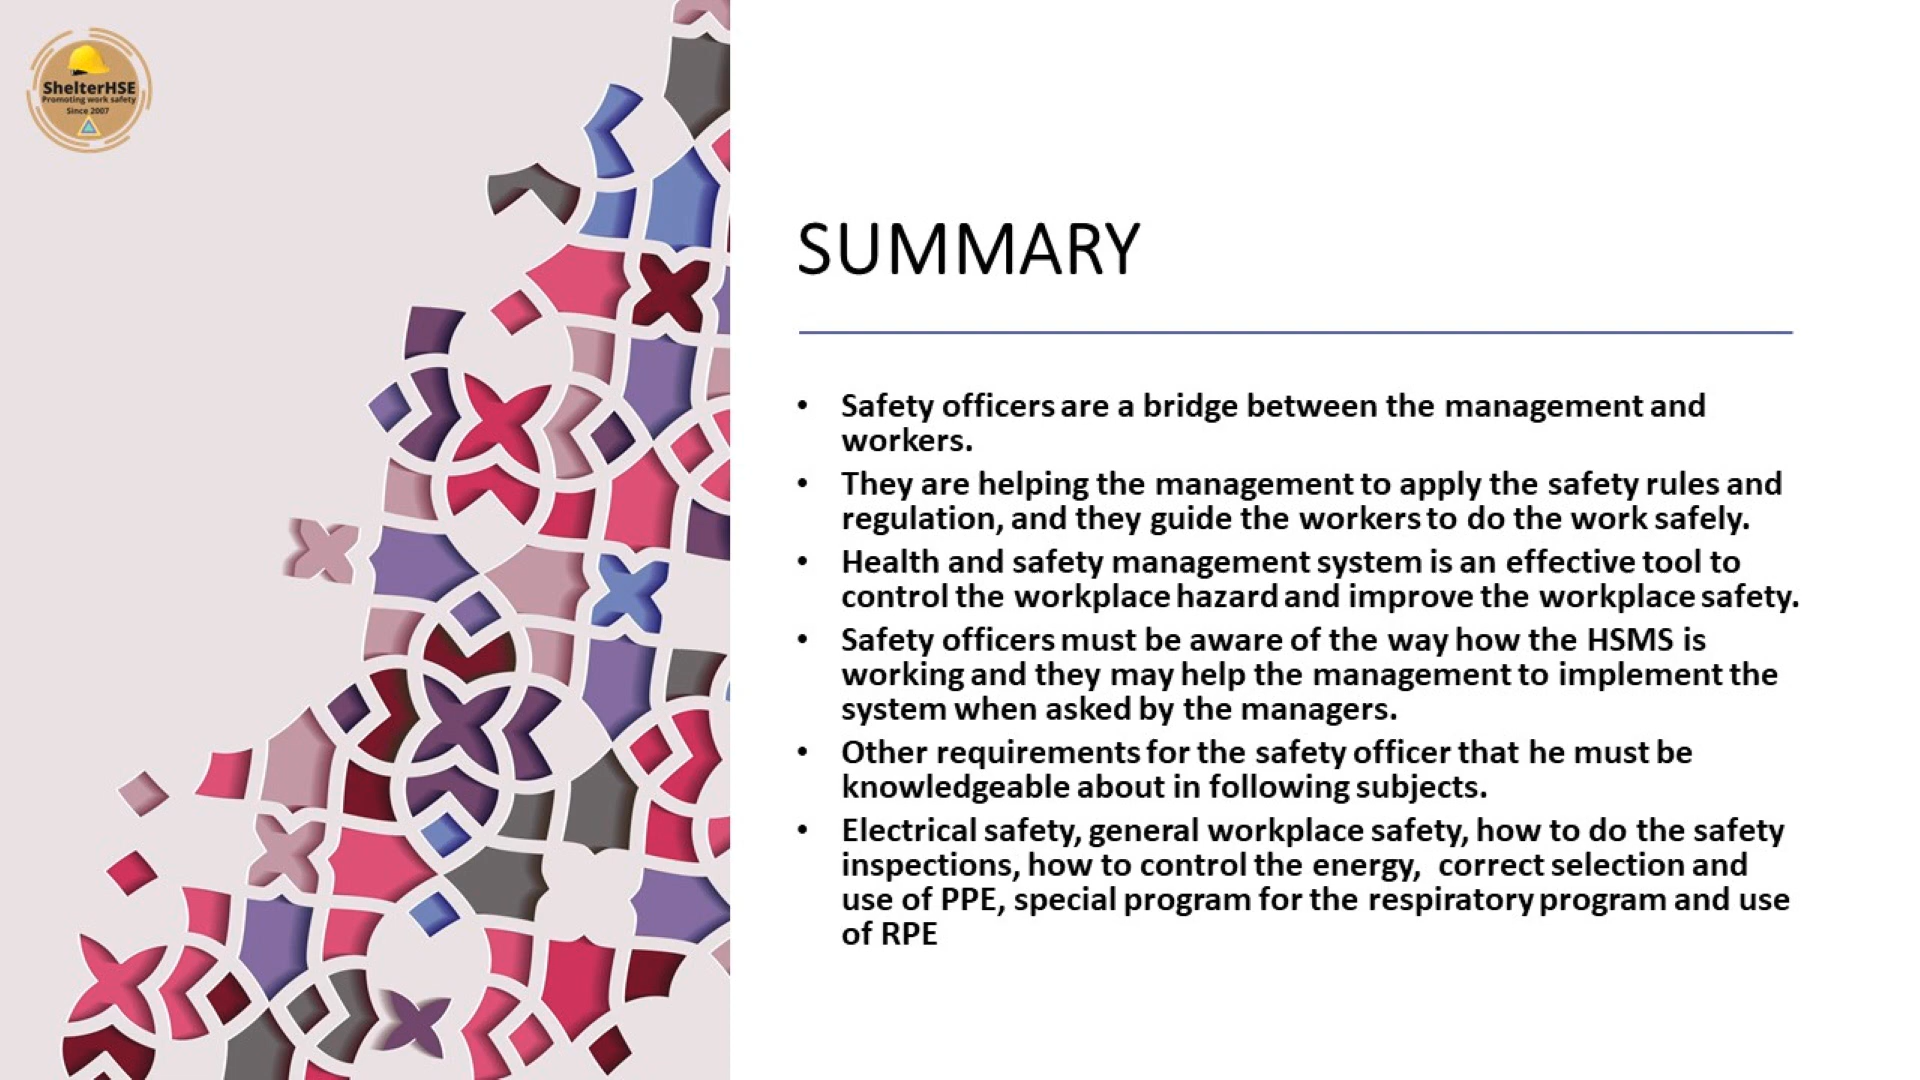 ShelterHSE
Promoting work safety
Since 2007
SUMMARY
• Safety officers are a bridge between the management and
workers.
• They are helping the management to apply the safety rules and
regulation, and they guide the workers to do the work safely.
• Health and safety management system is an effective tool to
control the workplace hazard and improve the workplace safety.
• Safety officers must be aware of the way how the HSMS is
working and they may help the management to implement the
system when asked by the managers.
• Other requirements for the safety officer that he must be
knowledgeable about in following subjects.
• Electrical safety, general workplace safety, how to do the safety
inspections, how to control the energy,  correct selection and
use of PPE, special program for the respiratory program and use
of RPE